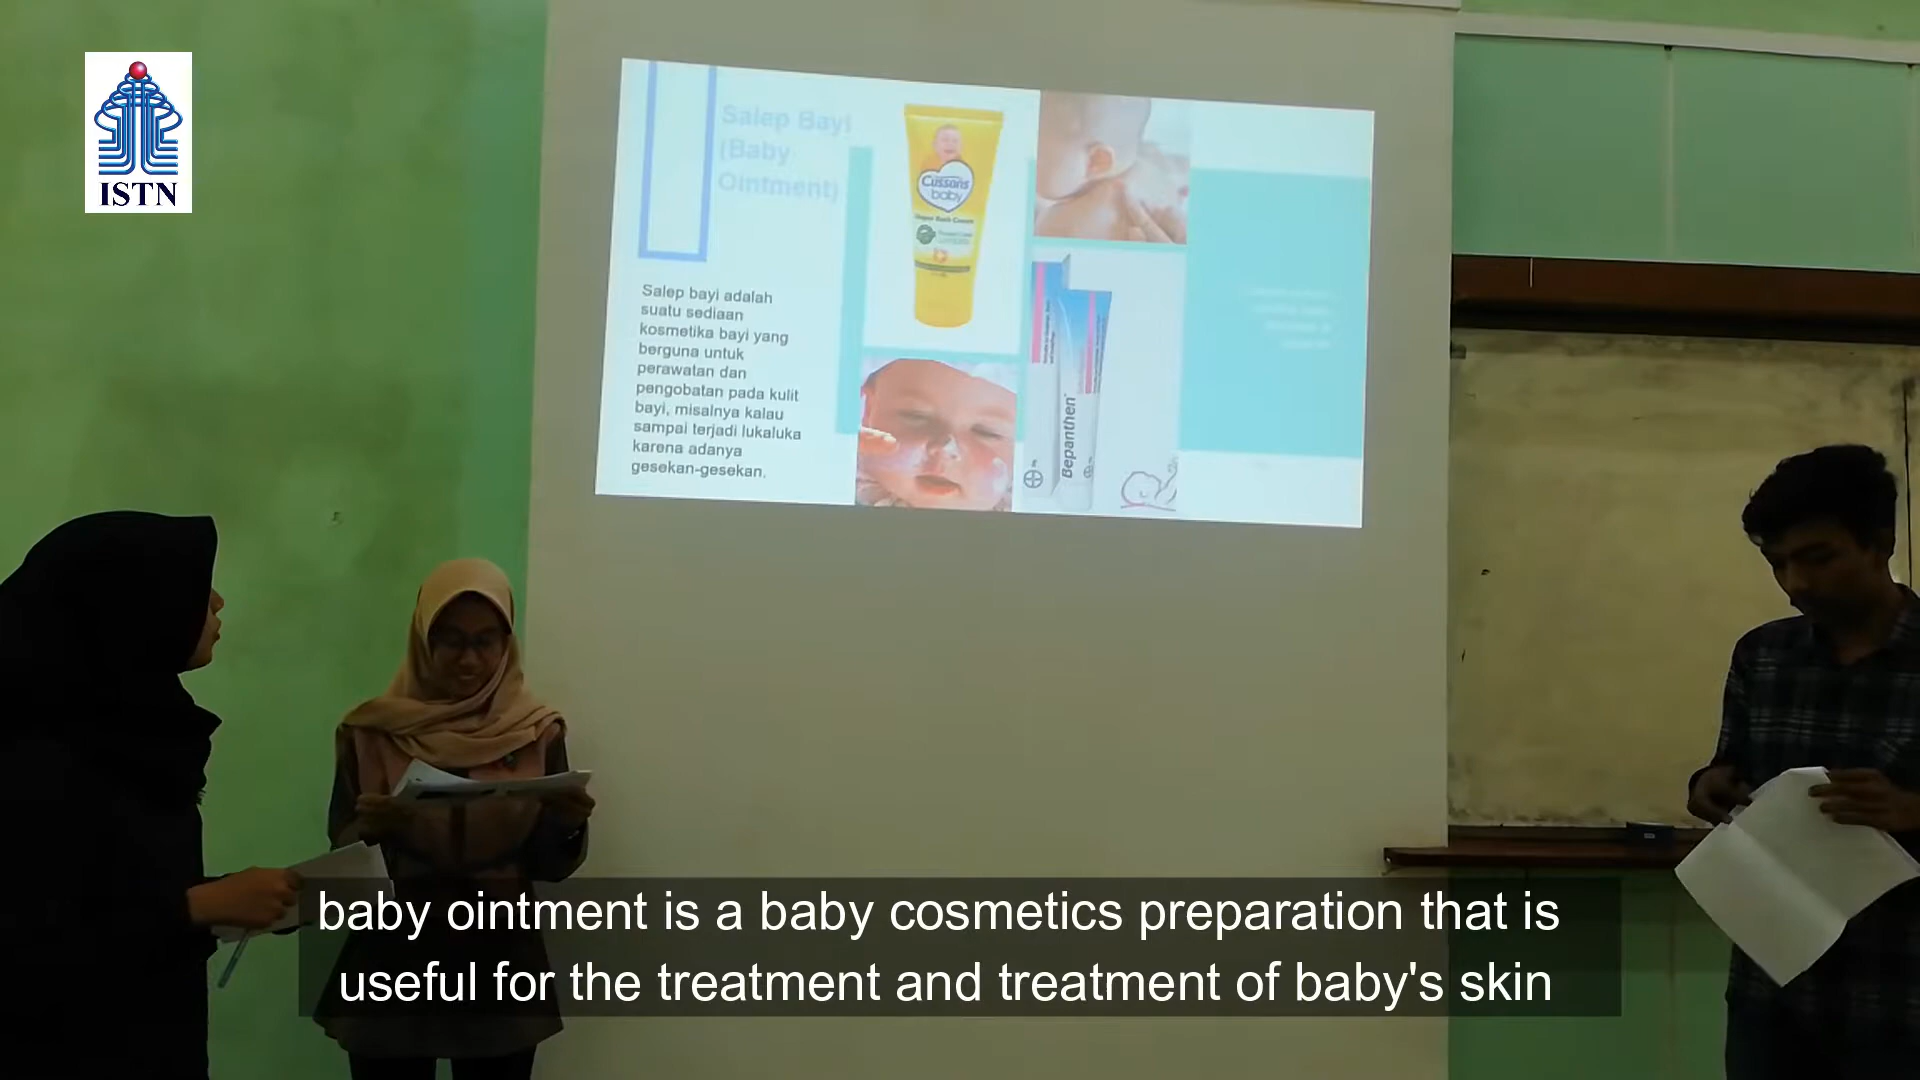 ISTN
Salep Bayi
(Baby
Ointment)
Salep bayi adalah
suatu sediaan
kosmetika bayi yang
berguna untuk
perawatan dan
pengobatan pada kulit
bayi, misalnya kalau
sampai terjadi lukaluka
karena adanya
gesekan-gesekan.
Cussons
baby
Bepanthen
baby ointment is a baby cosmetics preparation that is
useful for the treatment and treatment of baby's skin